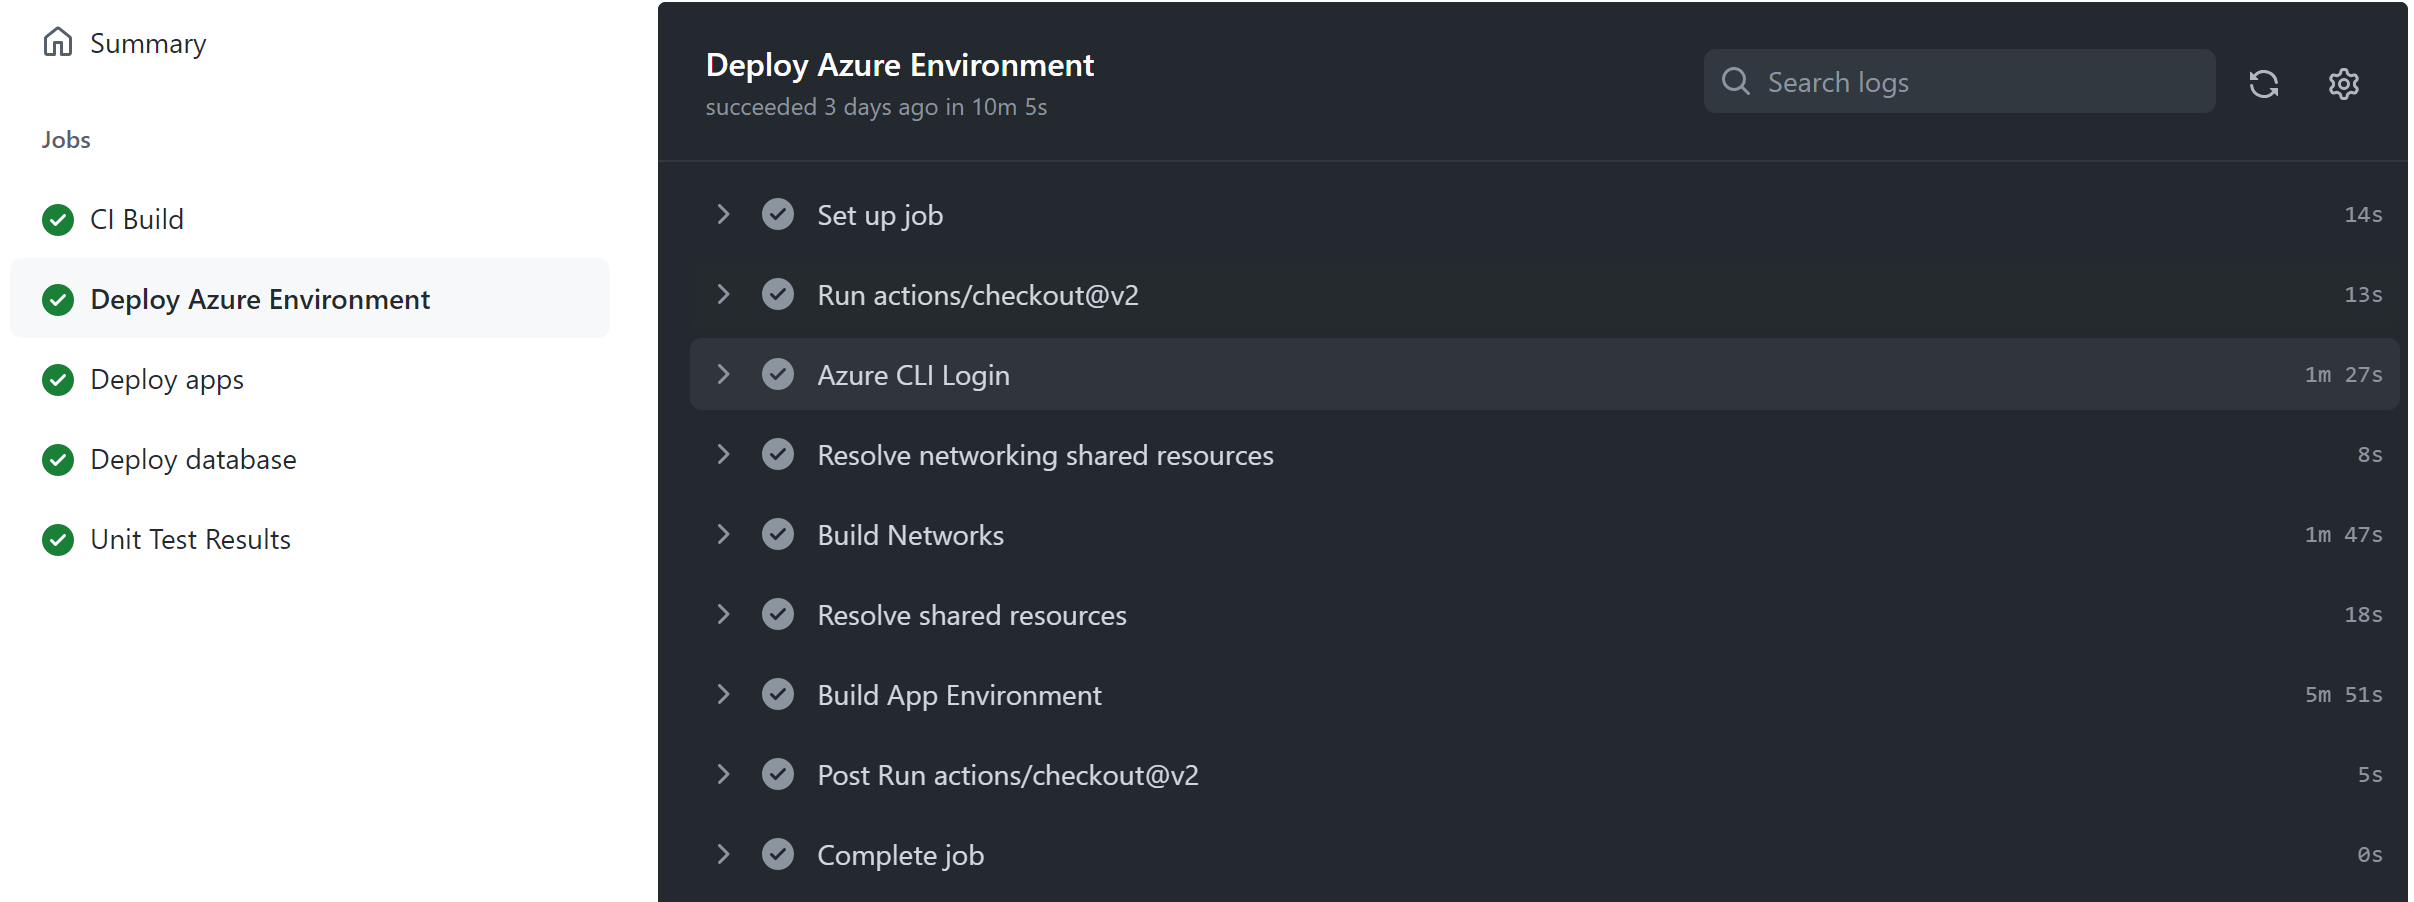 Summary
Jobs
CI Build
Deploy Azure Environment
Deploy apps
Deploy database
Unit Test Results
Deploy Azure Environment
succeeded 3 days ago in 10m 5s
Search logs
Set up job 14s
Run actions/checkout@v2 13s
Azure CLI Login 1m 27s
Resolve networking shared resources 8s
Build Networks 1m 47s
Resolve shared resources 18s
Build App Environment 5m 51s
Post Run actions/checkout@v2 5s
Complete job 0s